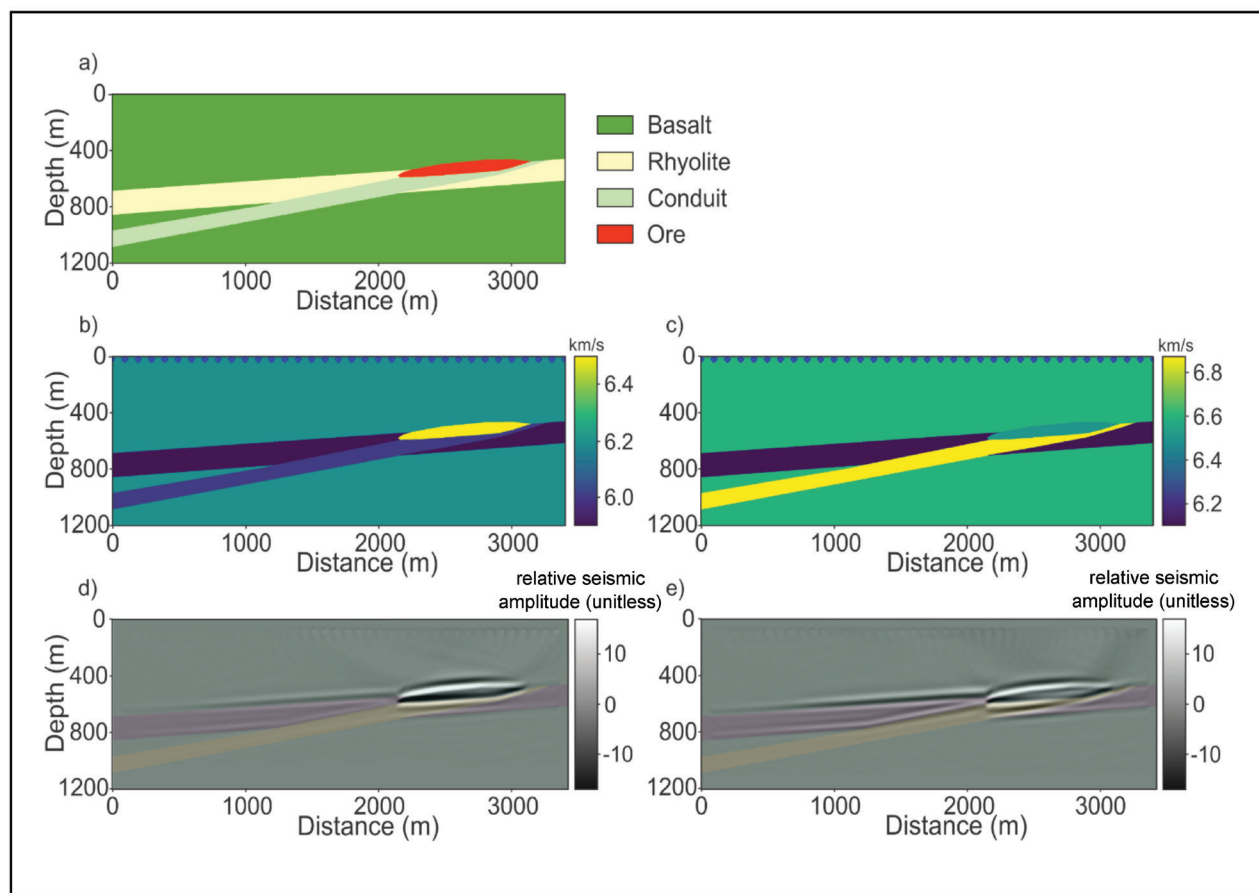 a)
0
400
800
1200
Depth (m)
0 1000 2000 3000
Distance (m)
Basalt
Rhyolite
Conduit
Ore
b)
km/s
0
400
800
1200
Depth (m)
6.4
6.2
6.0
0 1000 2000 3000
Distance (m)
c)
km/s
0
400
800
1200
6.8
6.6
6.4
6.2
0 1000 2000 3000
Distance (m)
d)
relative seismic
amplitude (unitless)
0
400
800
1200
Depth (m)
10
0
-10
0 1000 2000 3000
Distance (m)
e)
relative seismic
amplitude (unitless)
0
400
800
1200
10
0
-10
0 1000 2000 3000
Distance (m)